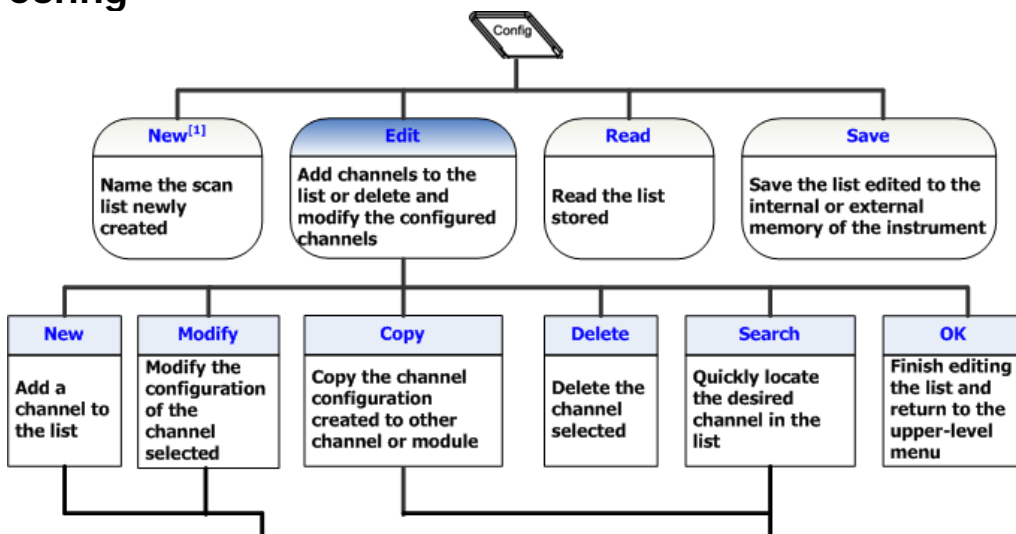 Config
Config
New[1]
Name the scan
list newly
created
Edit
Add channels to the
list or delete and
modify the configured
channels
Read
Read the list
stored
Save
Save the list edited to the
internal or external
memory of the instrument
New
Add a
channel to
the list
Modify
Modify the
configuration
of the
channel
selected
Copy
Copy the channel
configuration
created to other
channel or module
Delete
Delete the
channel
selected
Search
Quickly locate
the desired
channel in the
list
OK
Finish editing
the list and
return to the
upper-level
menu